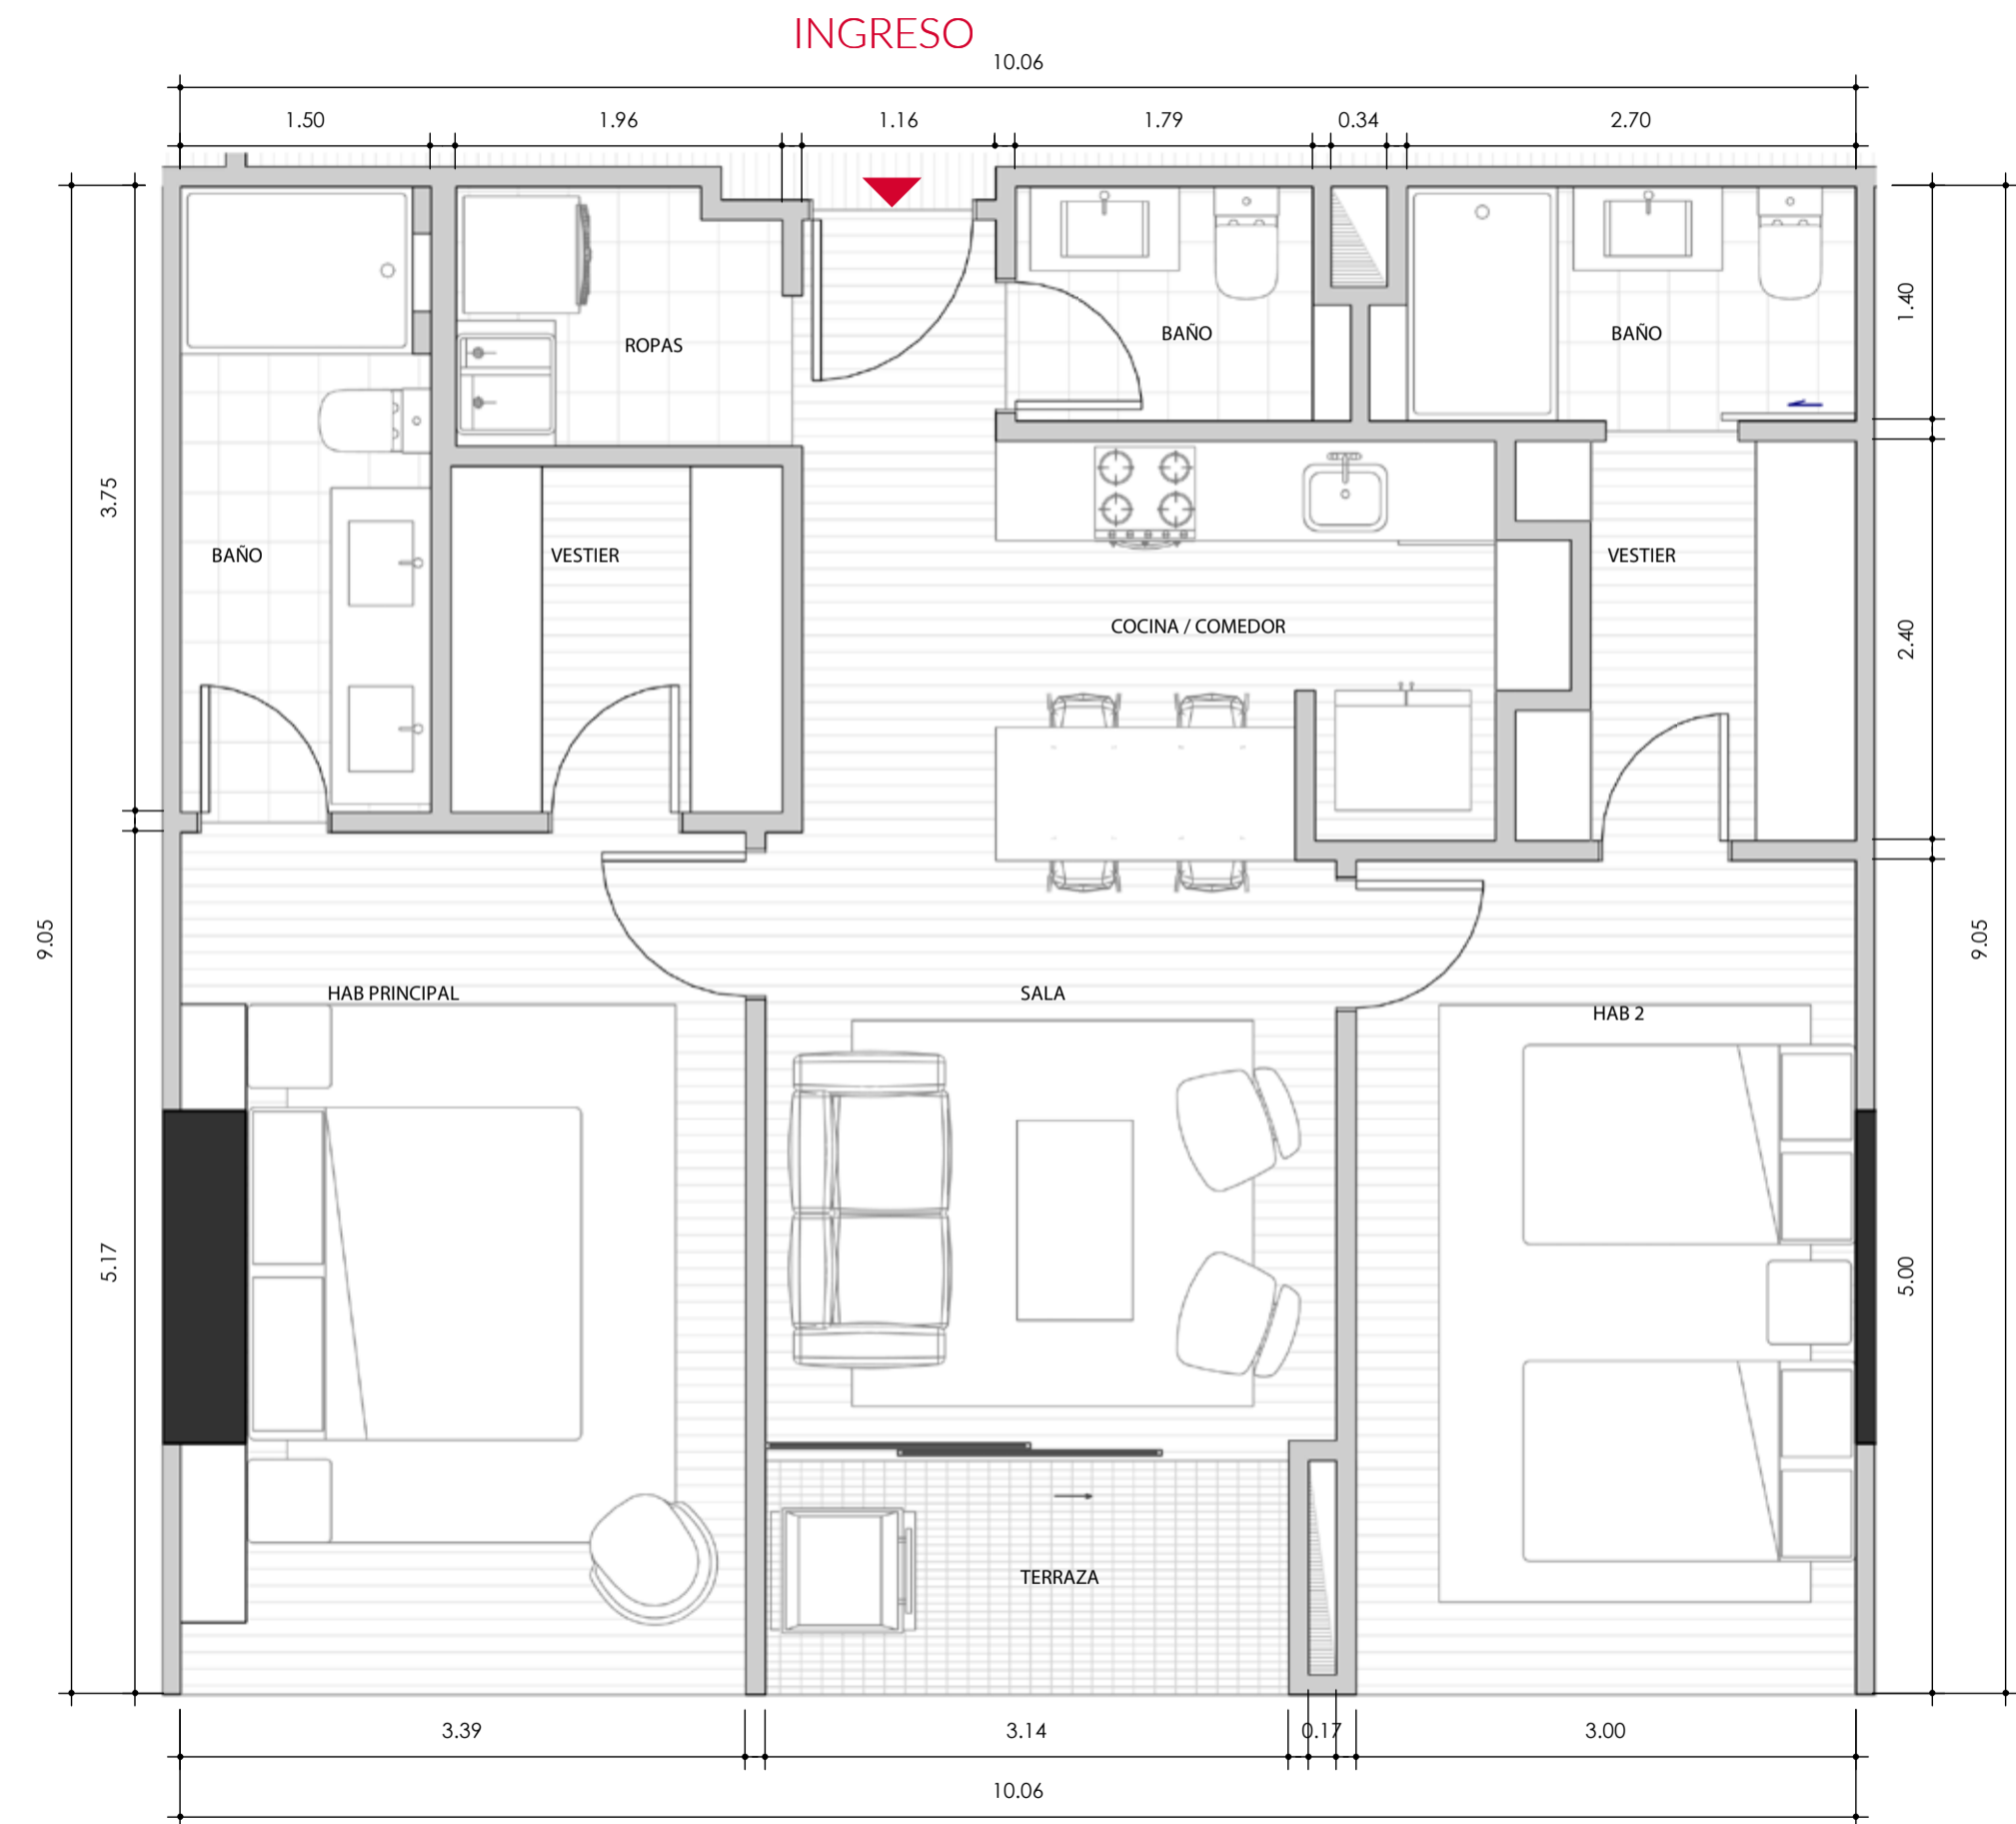 INGRESO
10.06
1.50
1.96
1.16
1.79
0.34
2.70
1.40
BAÑO
BAÑO
ROPAS
3.75
BAÑO
VESTIER
VESTIER
COCINA / COMEDOR
2.40
9.05
9.05
HAB PRINCIPAL
SALA
HAB 2
5.17
5.00
TERRAZA
3.39
3.14
0.17
3.00
10.06